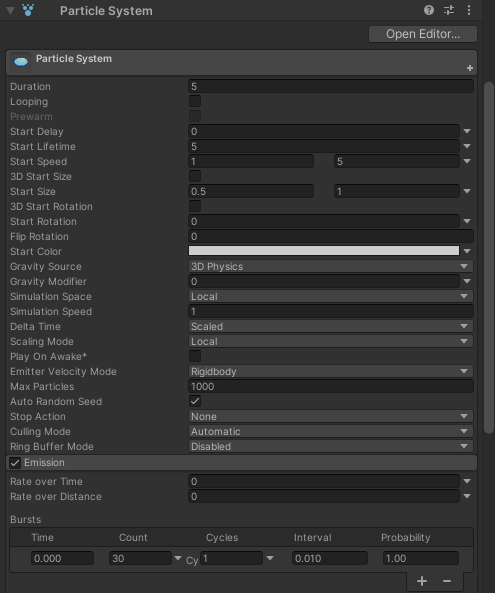 Particle System
Open Editor...
Particle System
Duration 5
Looping
Prewarm
Start Delay 0
Start Lifetime 5
Start Speed 1 5
3D Start Size
Start Size 0.5 1
3D Start Rotation
Start Rotation 0
Flip Rotation 0
Start Color
Gravity Source 3D Physics
Gravity Modifier 0
Simulation Space Local
Simulation Speed 1
Delta Time Scaled
Scaling Mode Local
Play On Awake*
Emitter Velocity Mode Rigidbody
Max Particles 1000
Auto Random Seed
Stop Action None
Culling Mode Automatic
Ring Buffer Mode Disabled
Emission
Rate over Time 0
Rate over Distance 0
Bursts
Time Count Cycles Interval Probability
0.000 30 Cy 1 0.010 1.00